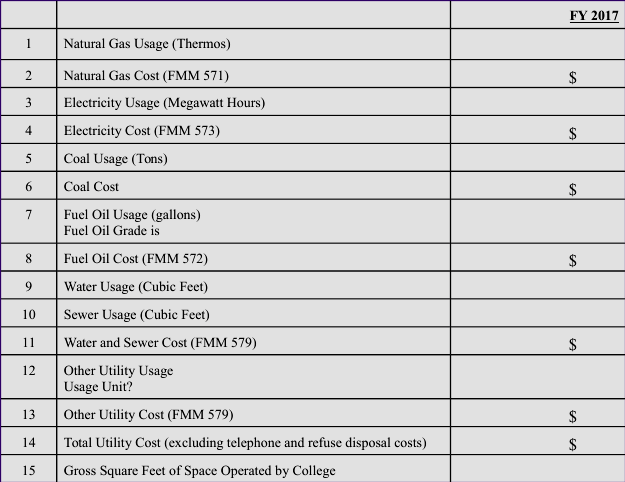 FY 2017
1 Natural Gas Usage (Thermos)
2 Natural Gas Cost (FMM 571) $
3 Electricity Usage (Megawatt Hours)
4 Electricity Cost (FMM 573) $
5 Coal Usage (Tons)
6 Coal Cost $
7 Fuel Oil Usage (gallons)
Fuel Oil Grade is
8 Fuel Oil Cost (FMM 572) $
9 Water Usage (Cubic Feet)
10 Sewer Usage (Cubic Feet)
11 Water and Sewer Cost (FMM 579) $
12 Other Utility Usage
Usage Unit?
13 Other Utility Cost (FMM 579) $
14 Total Utility Cost (excluding telephone and refuse disposal costs) $
15 Gross Square Feet of Space Operated by College